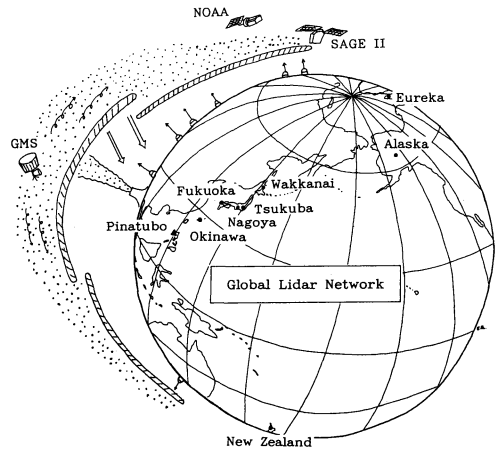 NOAA
SAGE II
GMS
Eureka
Alaska
Fukuoka
Wakkanai
Tsukuba
Nagoya
Pinatubo
Okinawa
Global Lidar Network
New Zealand